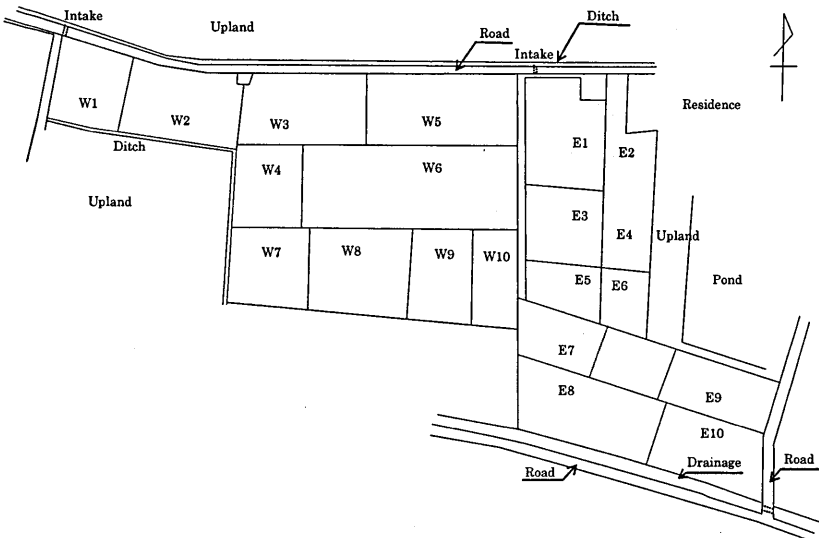 Intake
Upland
Road
Ditch
Intake
Residence
W1
W2
W3
W5
E1
E2
Ditch
W4
W6
Upland
E3
E4
Upland
W7
W8
W9
W10
E5
E6
Pond
E7
E8
E9
E10
Drainage
Road
Road